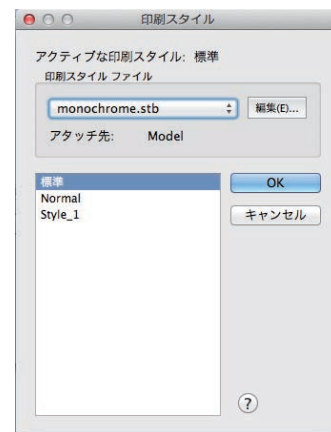 印刷スタイル
アクティブな印刷スタイル: 標準
印刷スタイル ファイル
monochrome.stb
編集(E)...
アタッチ先: Model
標準
Normal
Style_1
OK
キャンセル
?